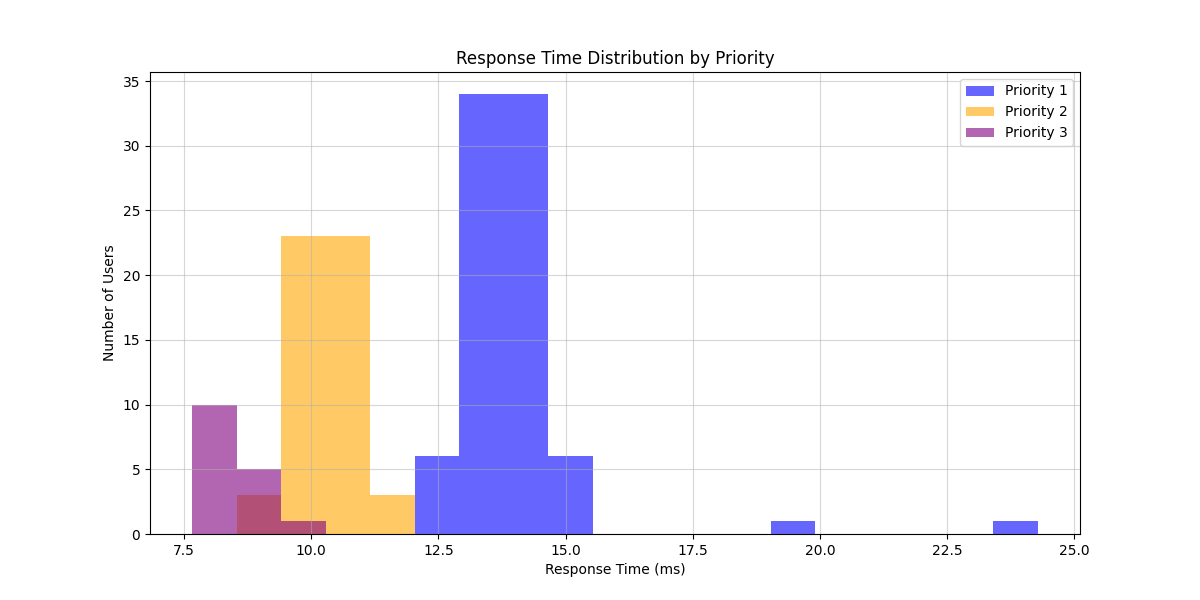 Response Time Distribution by Priority
Priority 1
Priority 2
Priority 3
Number of Users
35
30
25
20
15
10
5
0
7.5 10.0 12.5 15.0 17.5 20.0 22.5 25.0
Response Time (ms)